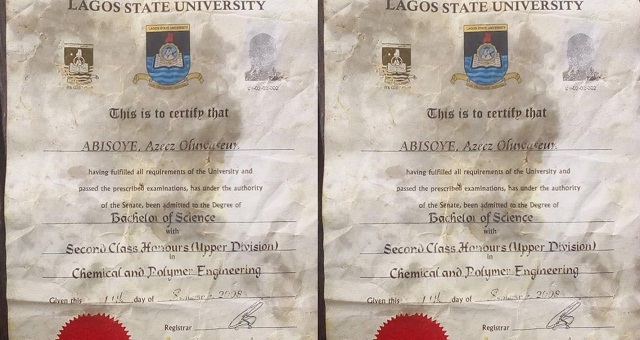 LAGOS STATE UNIVERSITY
This is to certify that
ABISOYE, Azeez Oluwaseun
having fulfilled all requirements of the University and
passed the prescribed examinations, has under the authority
of the Senate, been admitted to the Degree of
Bachelor of Science
with
Second Class Honours (Upper Division)
in
Chemical and Polymer Engineering
Given this 11th day of 2008
Registrar
LAGOS STATE UNIVERSITY
This is to certify that
ABISOYE, Azeez Oluwaseun
having fulfilled all requirements of the University and
passed the prescribed examinations, has under the authority
of the Senate, been admitted to the Degree of
Bachelor of Science
with
Second Class Honours (Upper Division)
in
Chemical and Polymer Engineering
Given this 11th day of 2008
Registrar